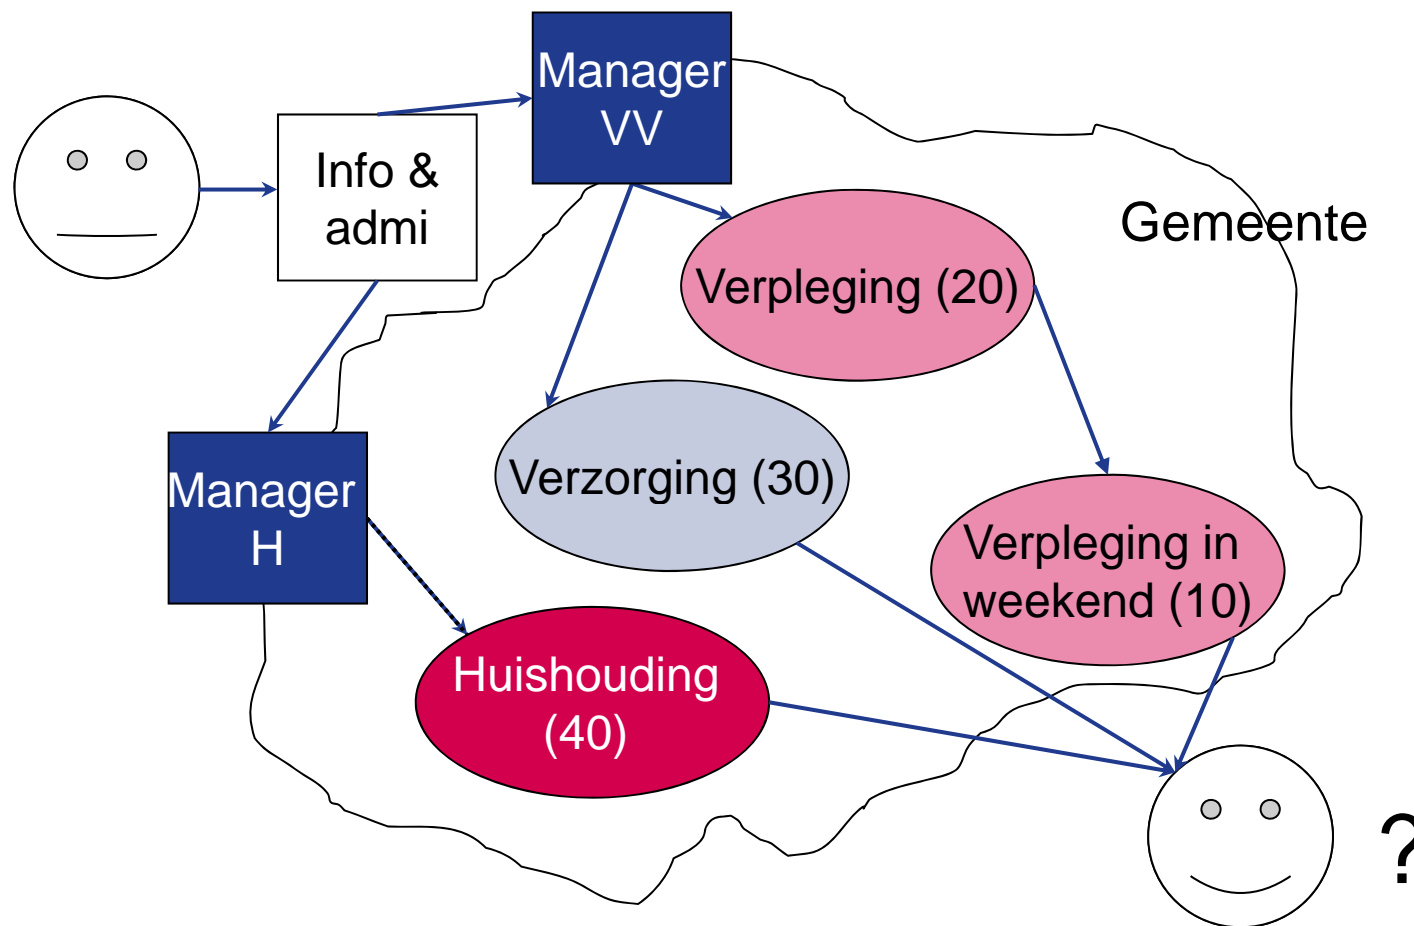 Manager
VV
Info &
admi
Gemeente
Verpleging (20)
Verzorging (30)
Manager
H
Verpleging in
weekend (10)
Huishouding
(40)
?